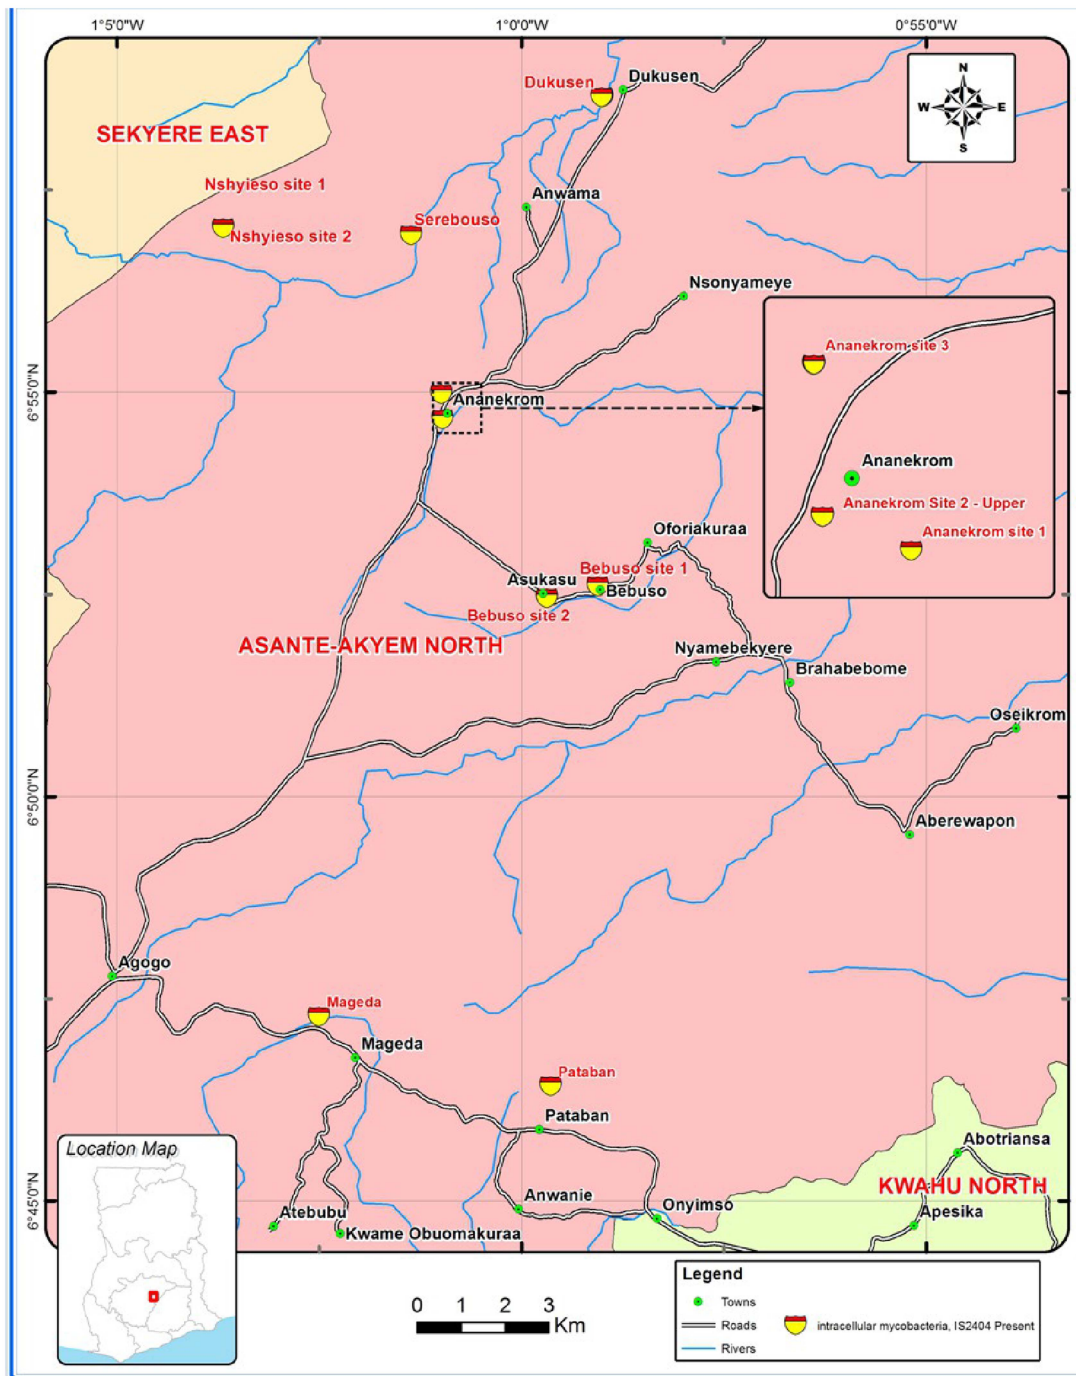 1°5'0"W
1°0'0"W
0°55'0"W
Dukusen
Dukusen
N
W
E
S
SEKYERE EAST
Nshyieso site 1
Anwama
Serebouso
Nshyieso site 2
Nsonyameye
Ananekrom site 3
6°55'0"N
Ananekrom
Ananekrom
Ananekrom Site 2 - Upper
Ananekrom site 1
Oforiakuraa
Bebuso site 1
Asukasu
Bebuso
Bebuso site 2
ASANTE-AKYEM NORTH
Nyamebekyere
Brahabebome
Oseikrom
6°50'0"N
Aberewapon
Agogo
Mageda
Mageda
Pataban
Pataban
Abotriansa
Location Map
KWAHU NORTH
6°45'0"N
Anwanie
Onyimso
Apesika
Atebubu
Kwame Obuomakuraa
Legend
Towns
Roads
intracellular mycobacteria, IS2404 Present
Rivers
0 1 2 3
Km